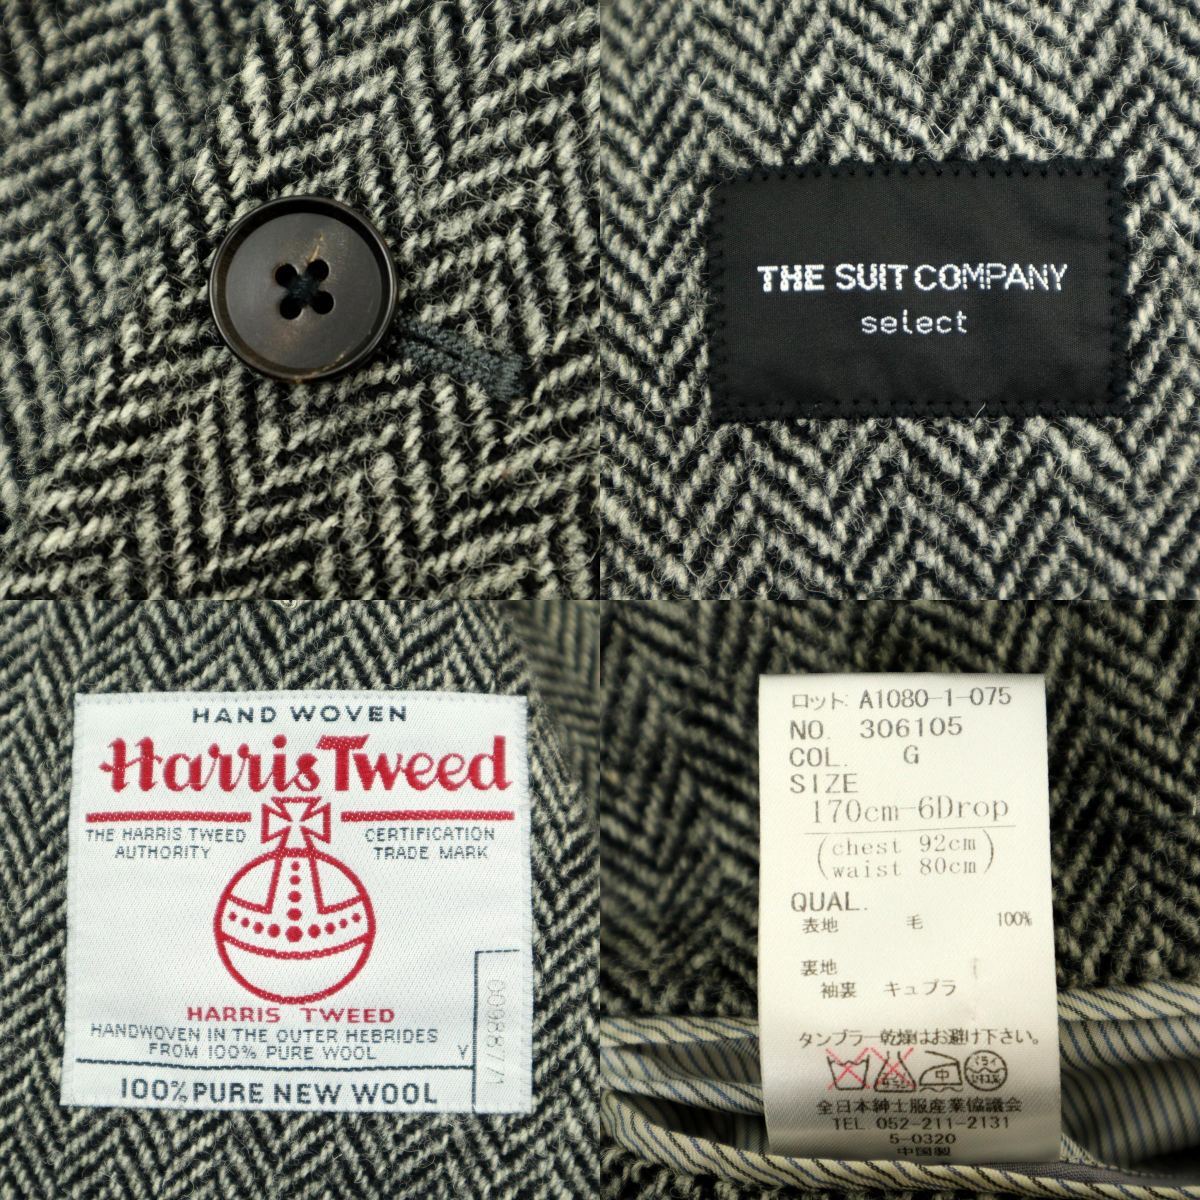 THE SUIT COMPANY
select
HAND WOVEN
Harris Tweed
THE HARRIS TWEED AUTHORITY
CERTIFICATION TRADE MARK
HARRIS TWEED
HANDWOVEN IN THE OUTER HEBRIDES
FROM 100% PURE WOOL
Y
100% PURE NEW WOOL
ロット: A1080-1-075
NO. 306105
COL. G
SIZE
170cm-6Drop
(chest 92cm
waist 80cm)
QUAL.
表地 毛 100%
裏地
袖裏 キュプラ
タンブラー乾燥はお避け下さい。
中 ドライ
全日本紳士服産業協議会
TEL 052-211-2131
5-0320
中国製